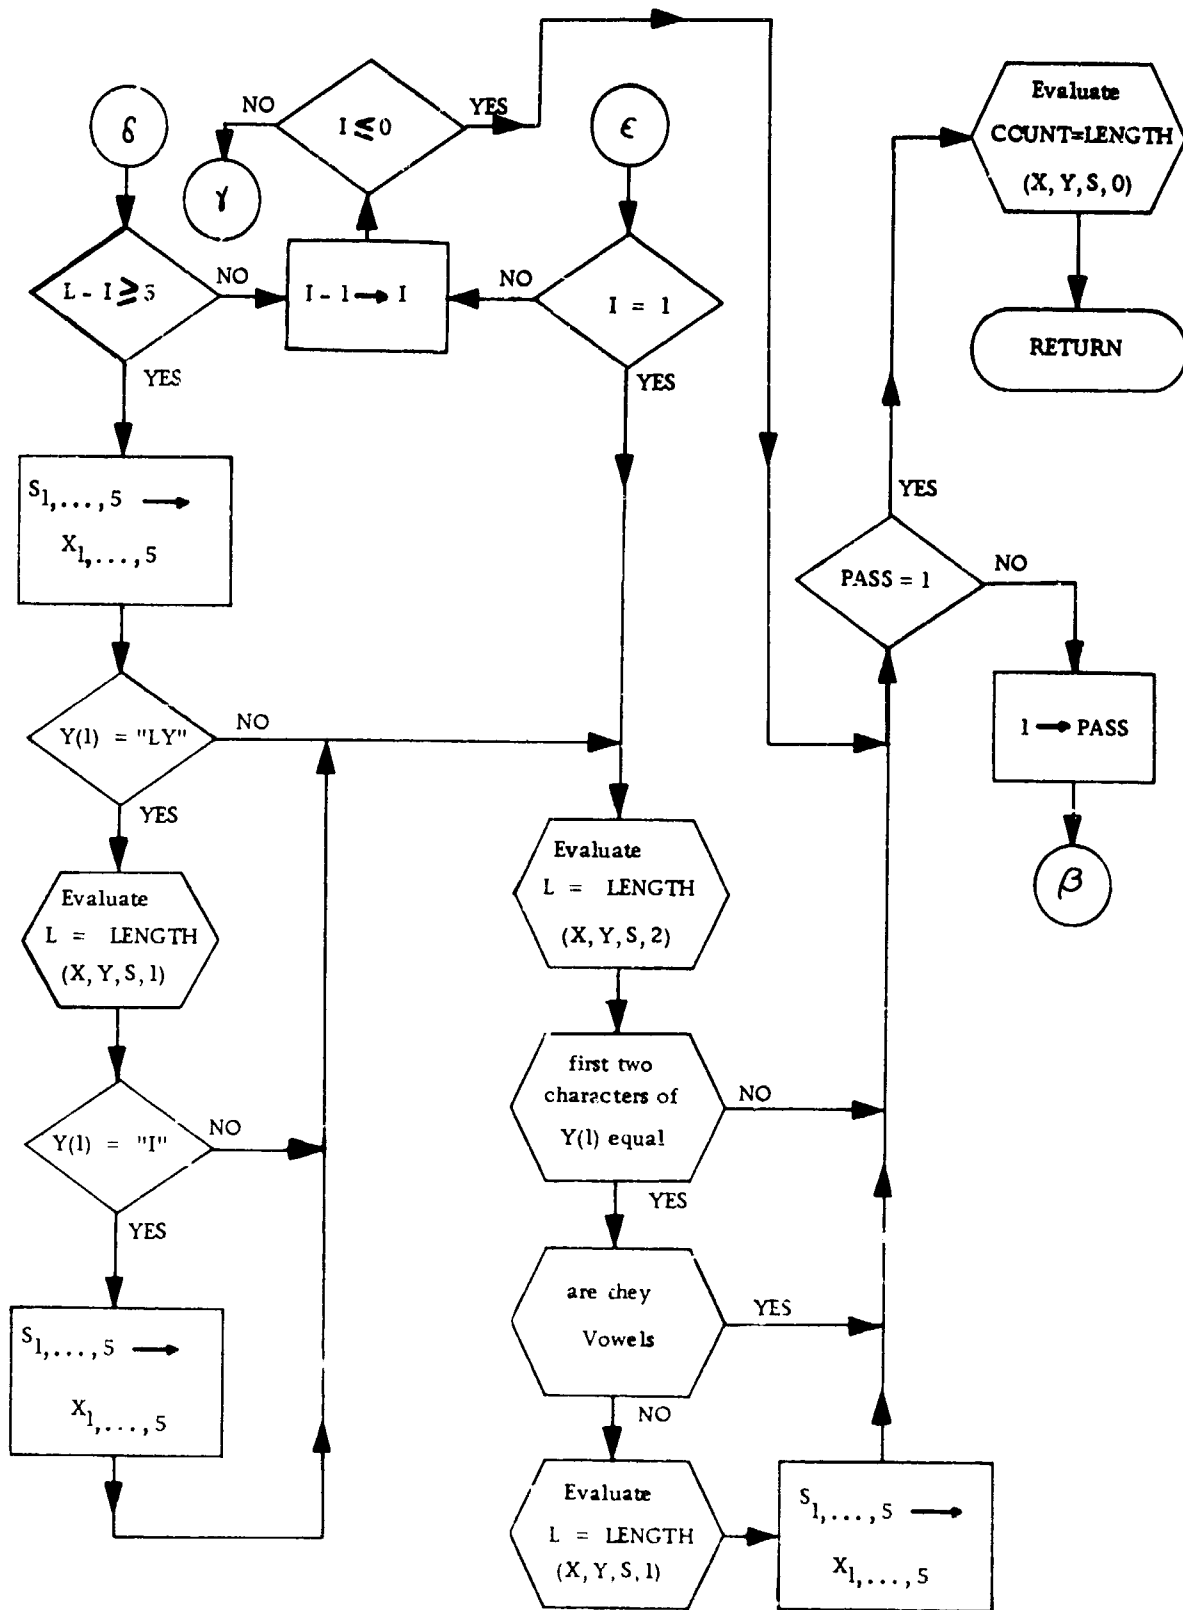 δ
NO
I ≤ 0
YES
ϵ
γ
L - I ≥ 3
NO
I - 1 → I
NO
I = 1
YES
YES
S1,...,5 →
X1,...,5
Y(1) = "LY"
NO
YES
Evaluate
L = LENGTH
(X, Y, S, 1)
Y(1) = "I"
NO
YES
S1,...,5 →
X1,...,5
Evaluate
L = LENGTH
(X, Y, S, 2)
first two
characters of
Y(1) equal
NO
YES
are they
Vowels
YES
NO
Evaluate
L = LENGTH
(X, Y, S, 1)
S1,...,5 →
X1,...,5
Evaluate
COUNT=LENGTH
(X, Y, S, 0)
RETURN
YES
PASS = 1
NO
1 → PASS
β